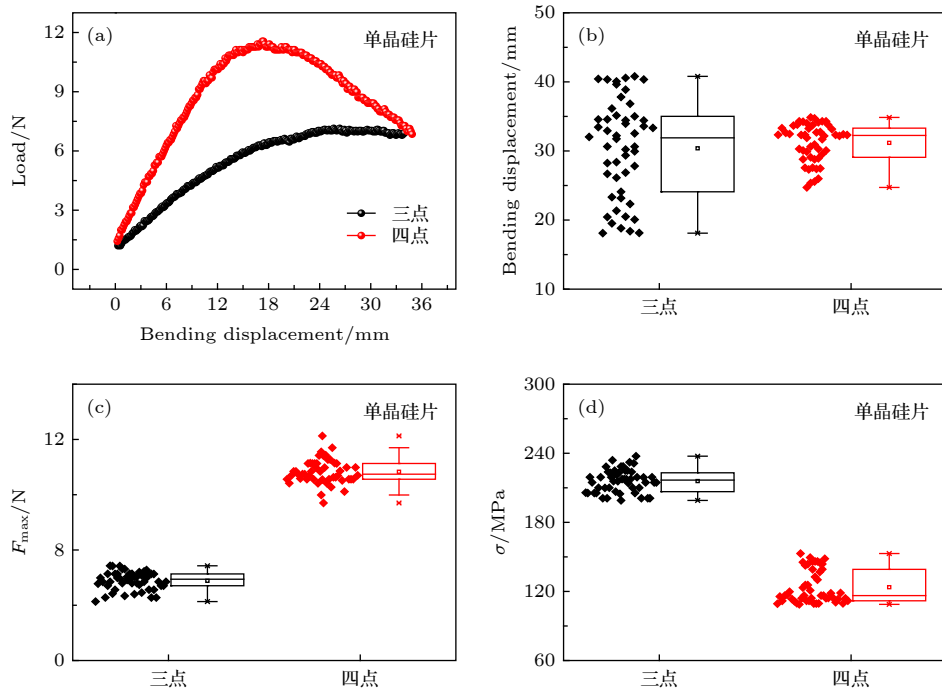 (a)
单晶硅片
Load/N
12
9
6
3
0
三点
四点
0 6 12 18 24 30 36
Bending displacement/mm
(b)
单晶硅片
Bending displacement/mm
50
40
30
20
10
三点 四点
(c)
单晶硅片
Fmax/N
12
8
4
0
三点 四点
(d)
单晶硅片
σ/MPa
300
240
180
120
60
三点 四点